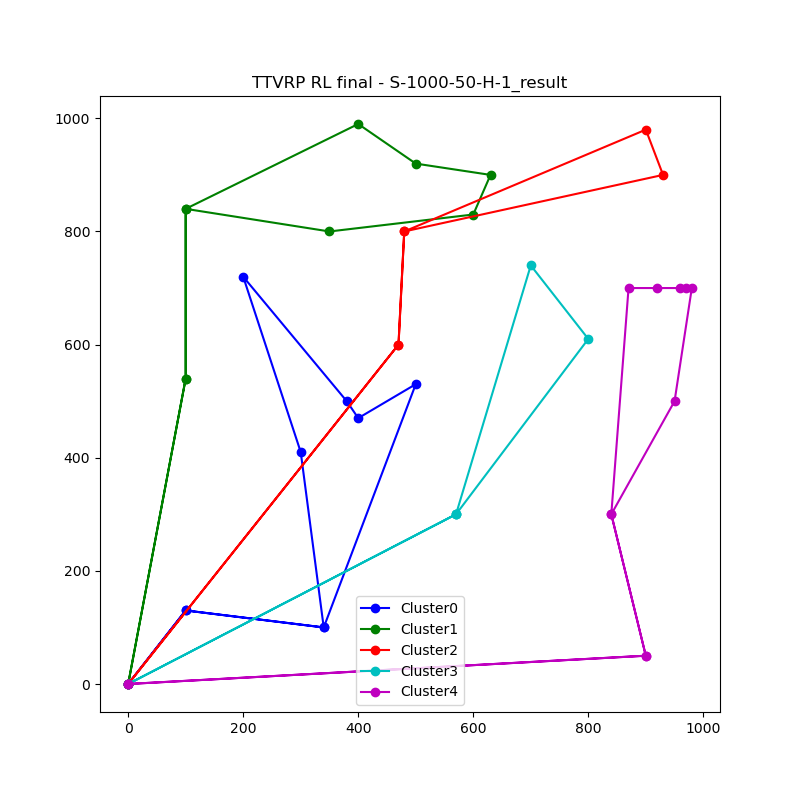 TTVRP RL final - S-1000-50-H-1_result
1000
800
600
400
200
0
Cluster0
Cluster1
Cluster2
Cluster3
Cluster4
0 200 400 600 800 1000